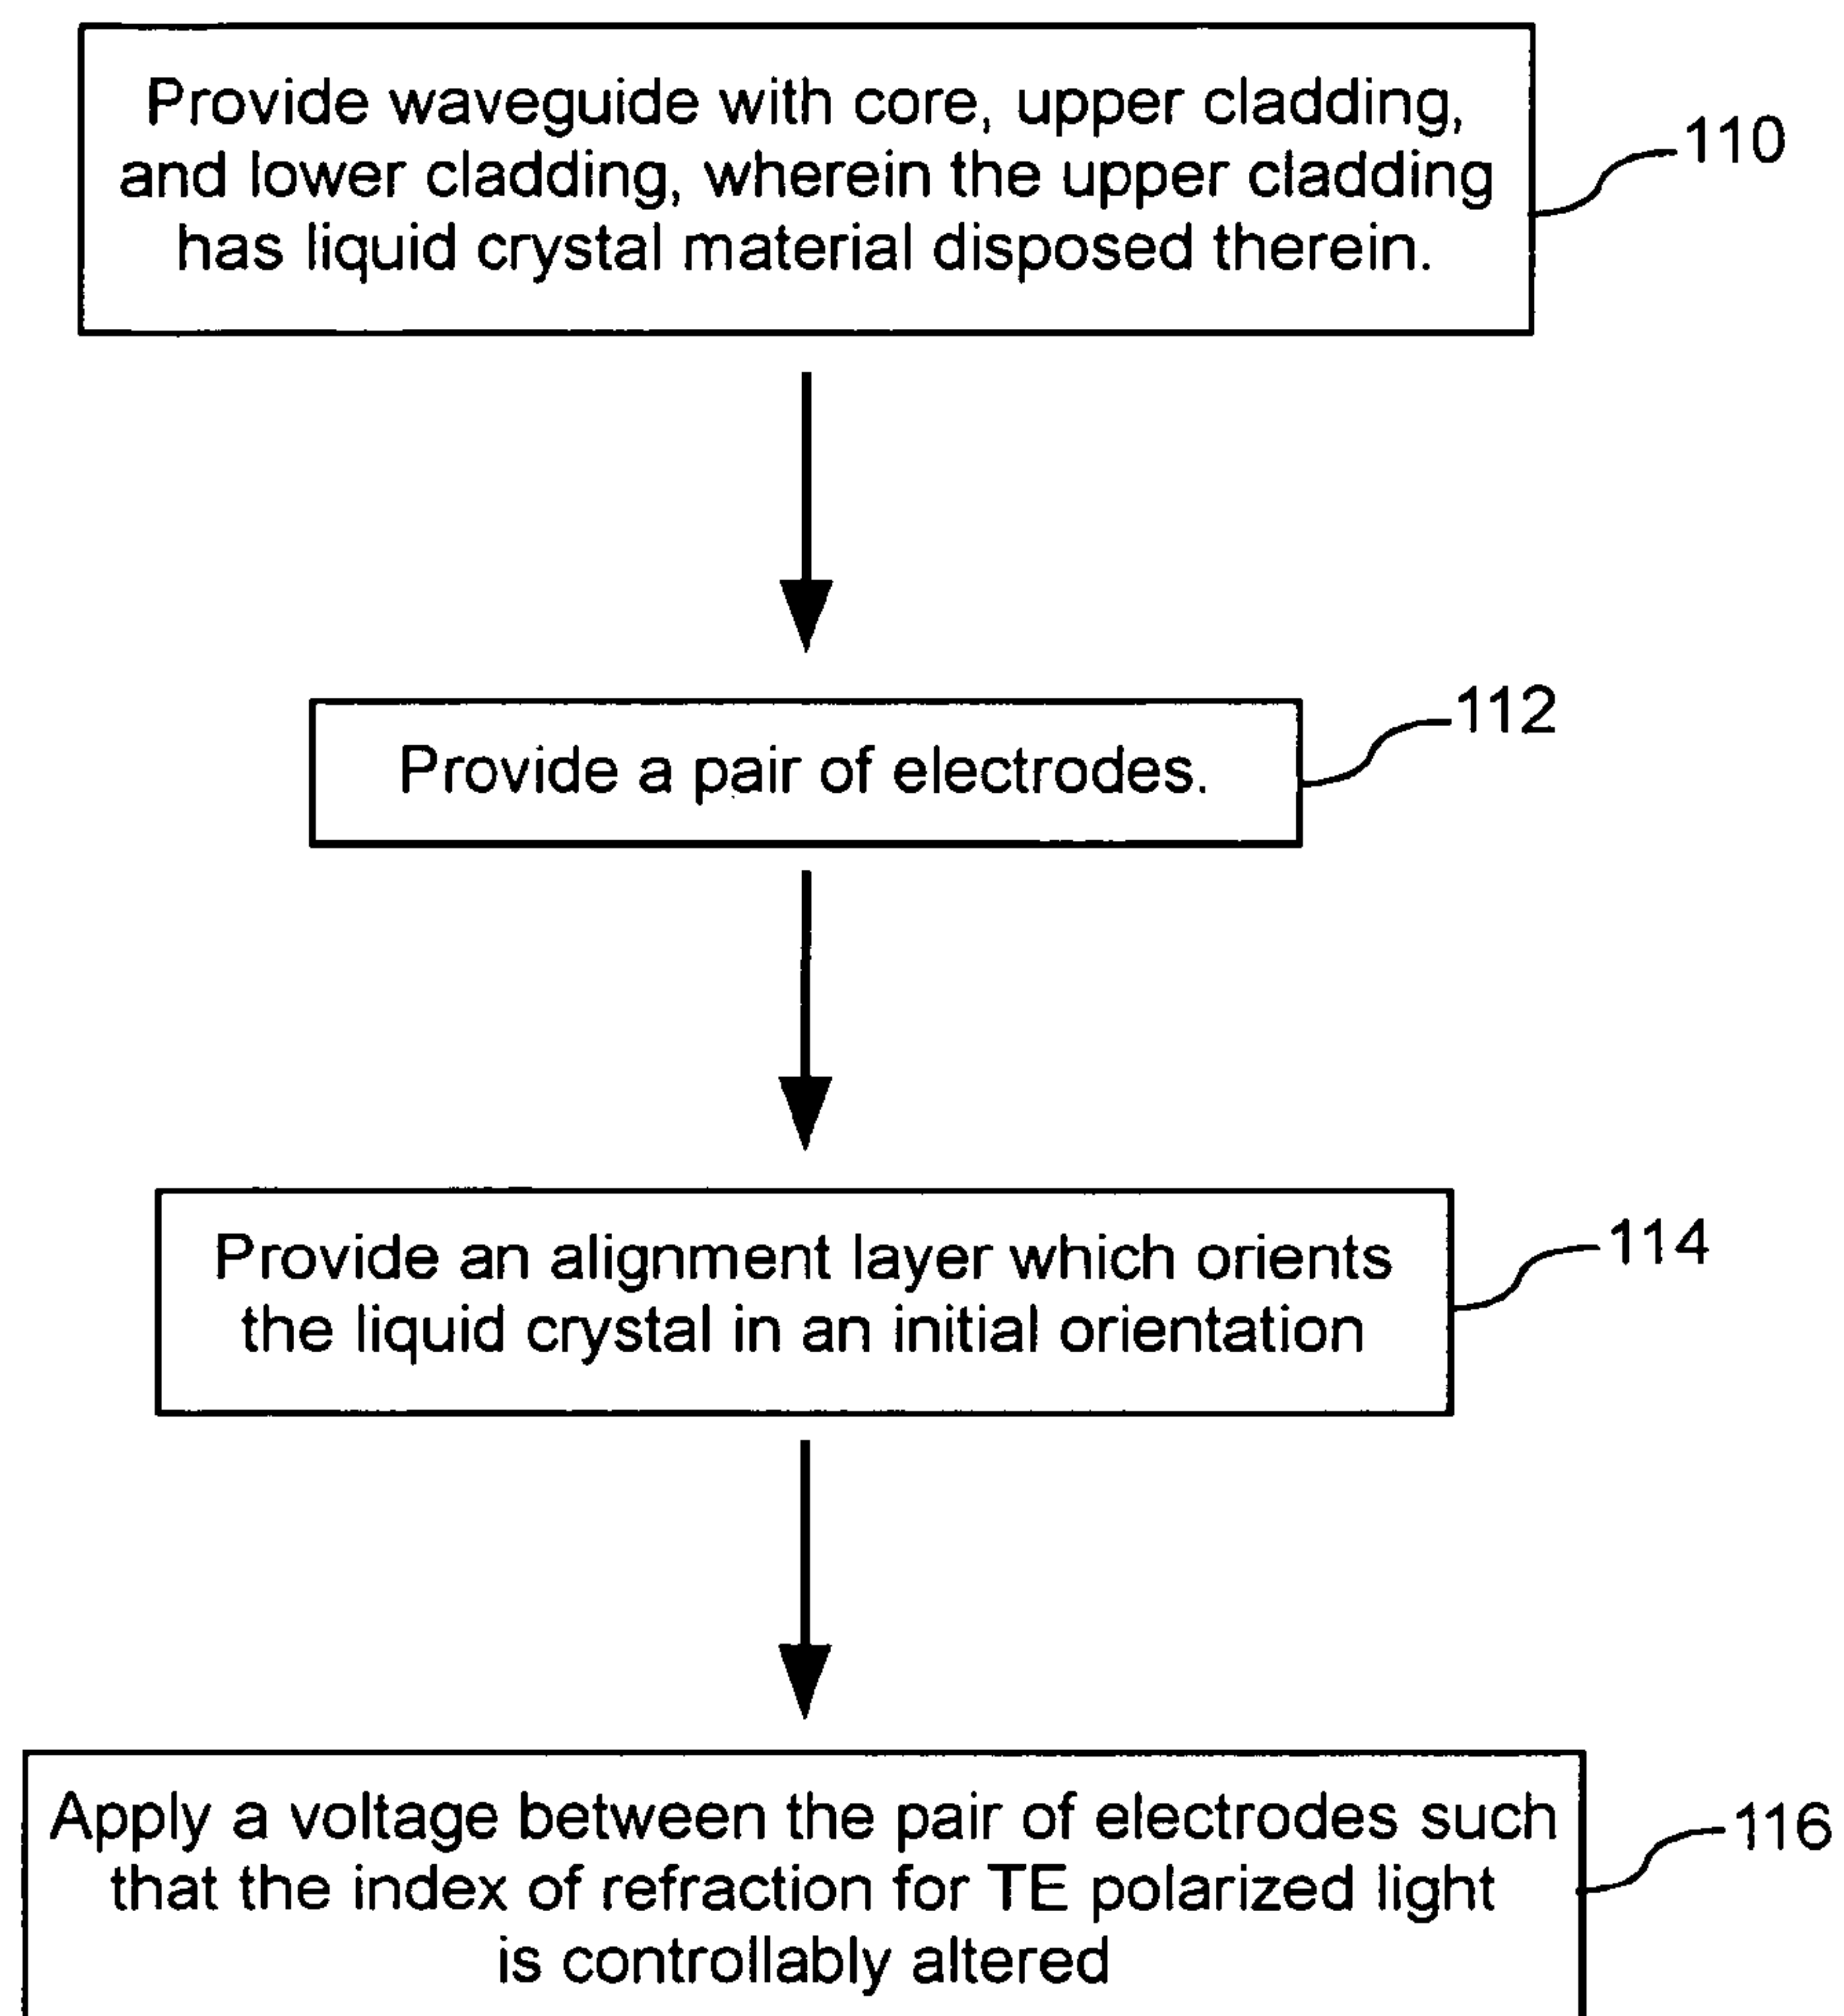 Provide waveguide with core, upper cladding,
and lower cladding, wherein the upper cladding
has liquid crystal material disposed therein.
110
Provide a pair of electrodes.
112
Provide an alignment layer which orients
the liquid crystal in an initial orientation
114
Apply a voltage between the pair of electrodes such
that the index of refraction for TE polarized light
is controllably altered
116